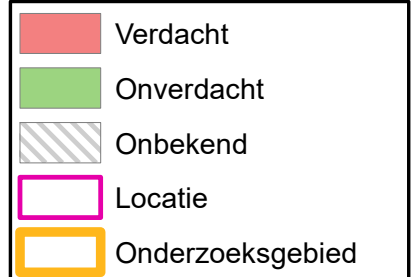 Verdacht
Onverdacht
Onbekend
Locatie
Onderzoeksgebied